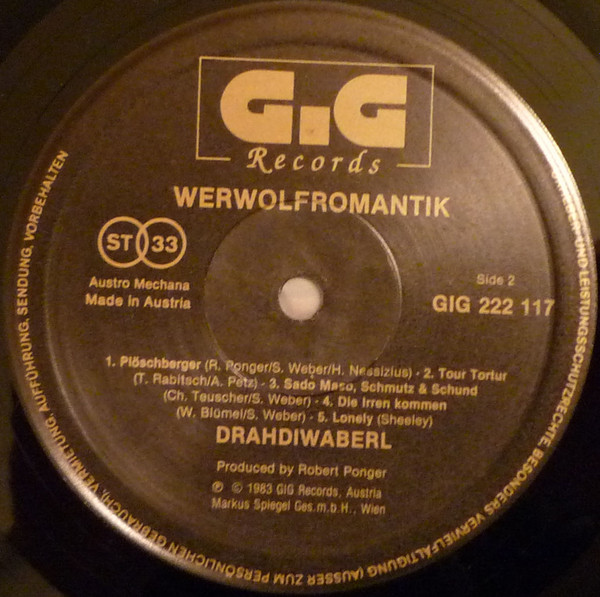 GiG
Records
WERWOLFROMANTIK
ST 33
Austro Mechana
Made in Austria
Side 2
GIG 222 117
1. Plöschberger (R. Ponger/S. Weber/H. Nessizius) · 2. Tour Tortur
(T. Rabitsch/A. Petz) · 3. Sado Maso, Schmutz & Schund
(Ch. Teuscher/S. Weber) · 4. Die Irren kommen
(W. Blümel/S. Weber) · 5. Lonely (Sheeley)
DRAHDIWABERL
Produced by Robert Ponger
℗ © 1983 GIG Records, Austria
Markus Spiegel Ges.m.b.H., Wien
UND LEISTUNGSSCHUTZRECHTE, BESONDERS VERVIELFÄLTIGUNG (AUSSER ZUM PERSÖNLICHEN GEBRAUCH), VERMIETUNG, AUFFÜHRUNG, SENDUNG, VORBEHALTEN